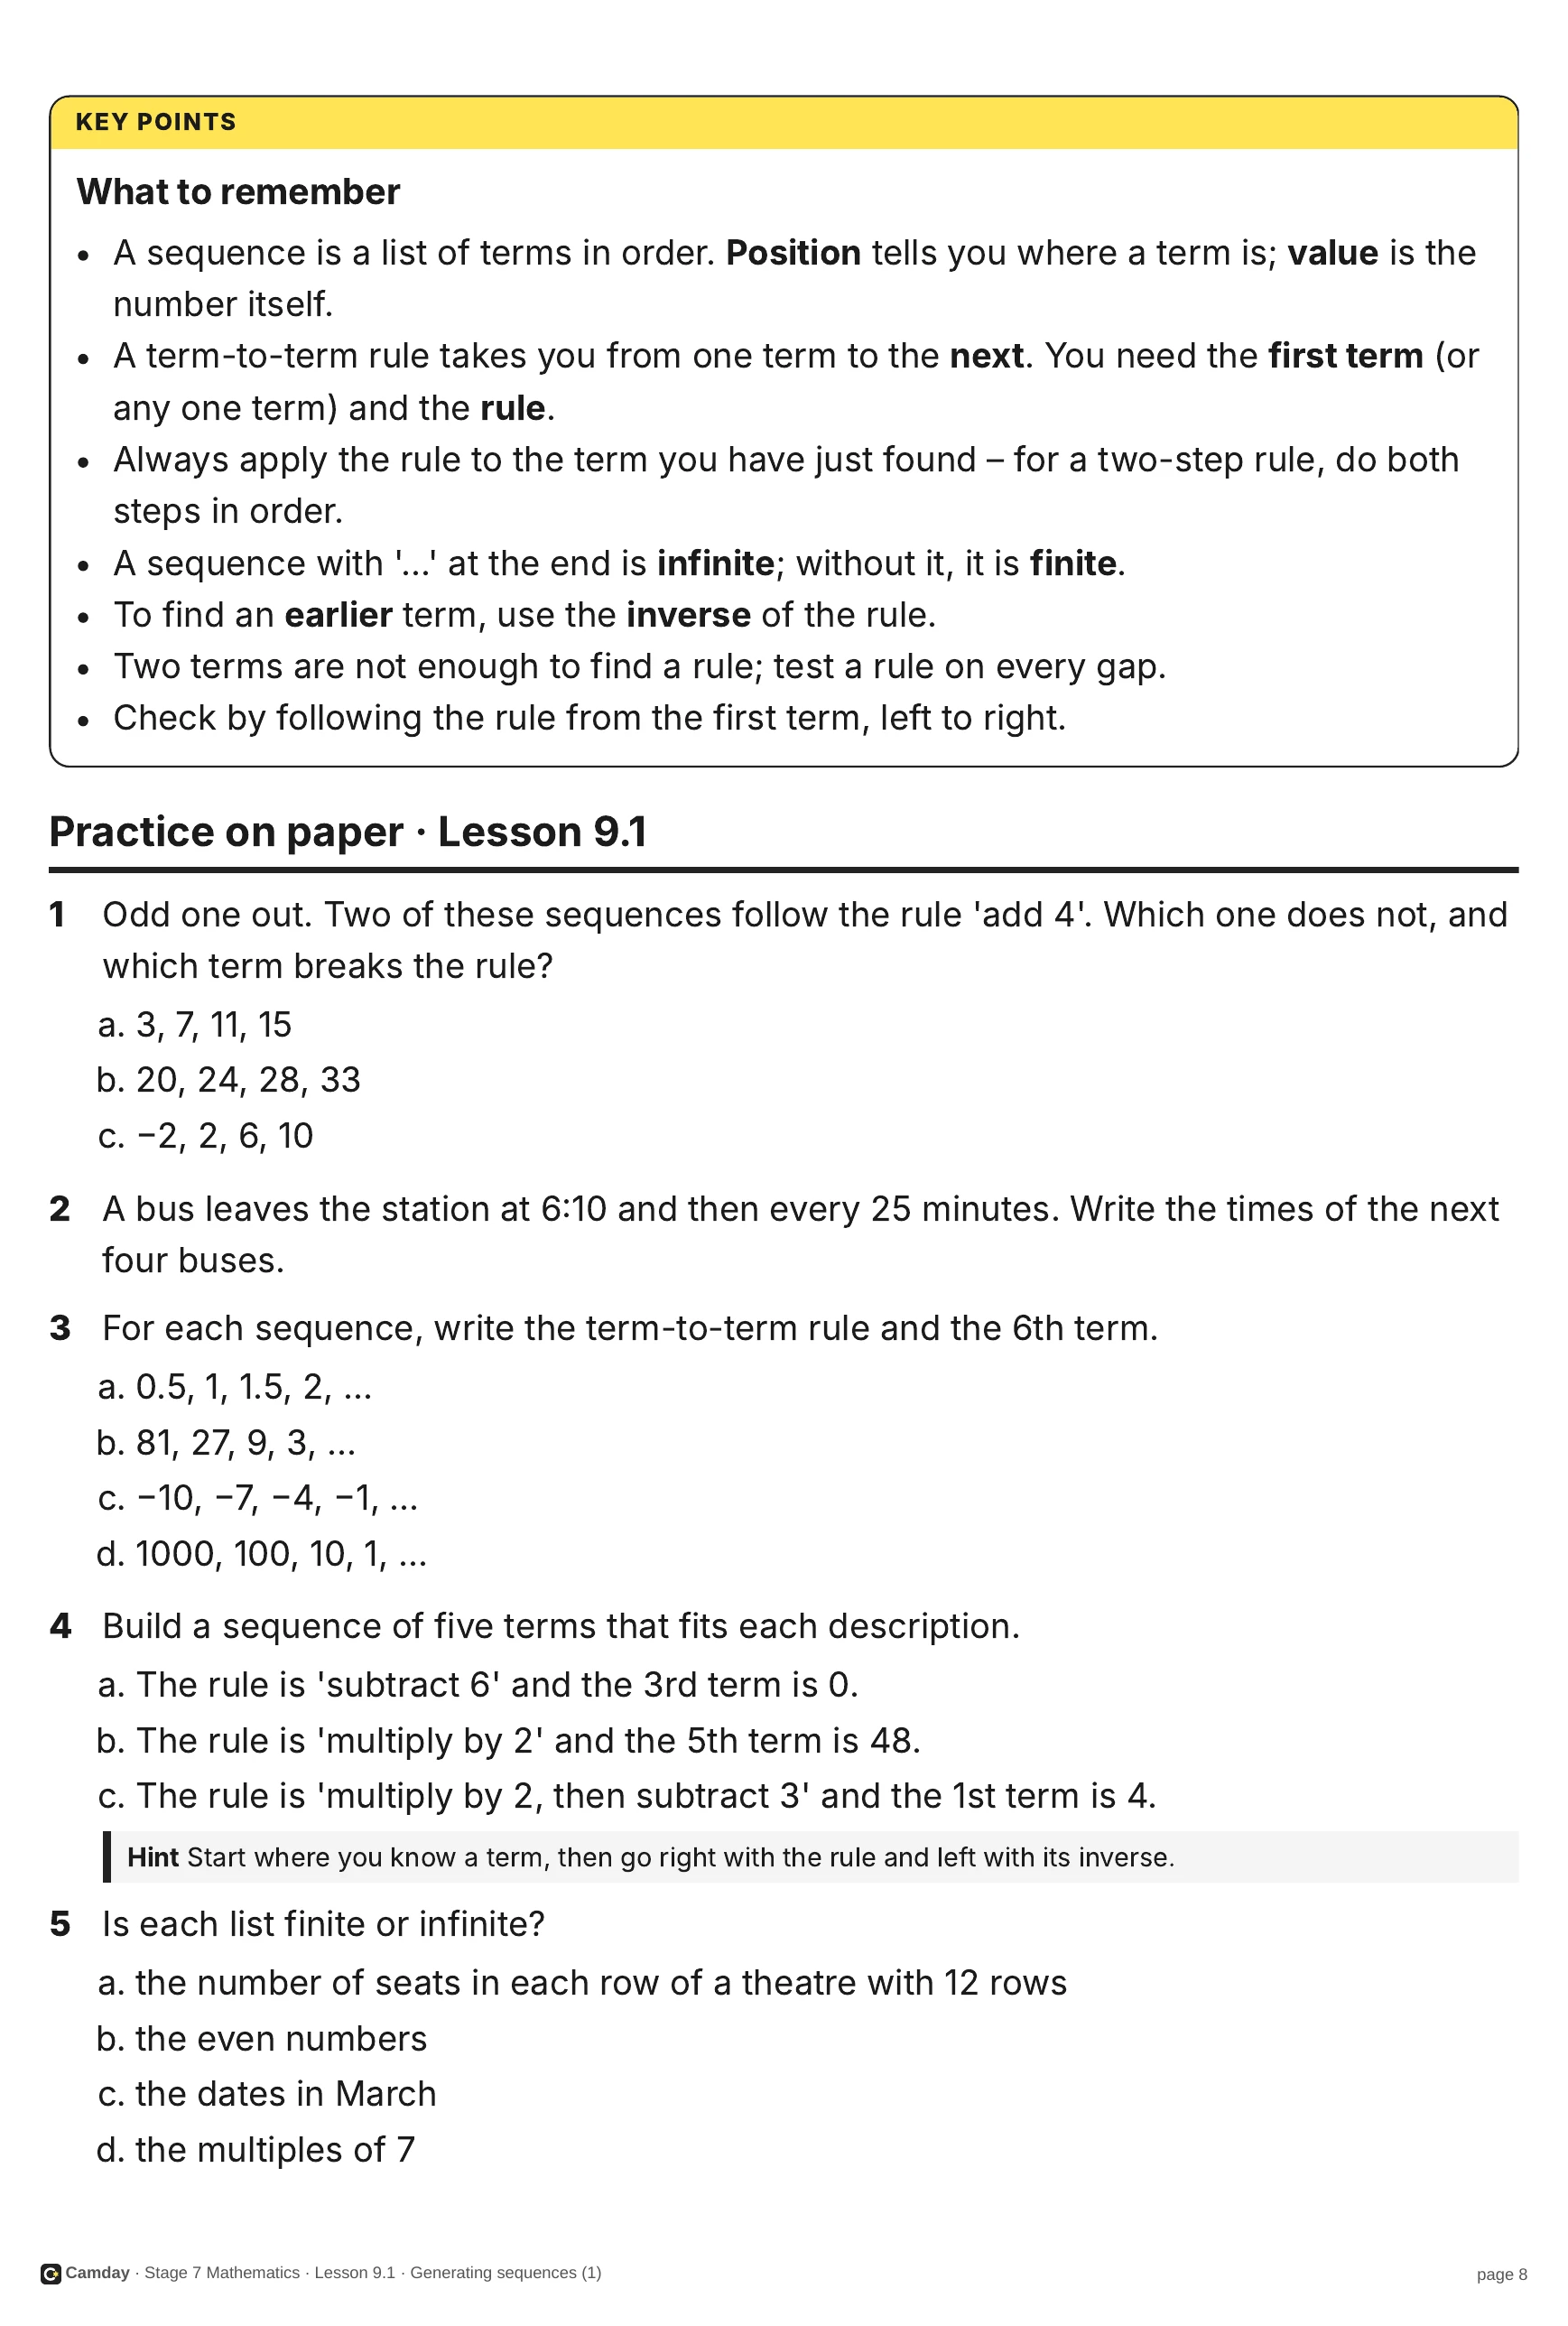 KEY POINTS
What to remember
• A sequence is a list of terms in order. Position tells you where a term is; value is the
number itself.
• A term-to-term rule takes you from one term to the next. You need the first term (or
any one term) and the rule.
• Always apply the rule to the term you have just found – for a two-step rule, do both
steps in order.
• A sequence with '...' at the end is infinite; without it, it is finite.
• To find an earlier term, use the inverse of the rule.
• Two terms are not enough to find a rule; test a rule on every gap.
• Check by following the rule from the first term, left to right.
Practice on paper · Lesson 9.1
1 Odd one out. Two of these sequences follow the rule 'add 4'. Which one does not, and
which term breaks the rule?
a. 3, 7, 11, 15
b. 20, 24, 28, 33
c. −2, 2, 6, 10
2 A bus leaves the station at 6:10 and then every 25 minutes. Write the times of the next
four buses.
3 For each sequence, write the term-to-term rule and the 6th term.
a. 0.5, 1, 1.5, 2, ...
b. 81, 27, 9, 3, ...
c. −10, −7, −4, −1, ...
d. 1000, 100, 10, 1, ...
4 Build a sequence of five terms that fits each description.
a. The rule is 'subtract 6' and the 3rd term is 0.
b. The rule is 'multiply by 2' and the 5th term is 48.
c. The rule is 'multiply by 2, then subtract 3' and the 1st term is 4.
Hint Start where you know a term, then go right with the rule and left with its inverse.
5 Is each list finite or infinite?
a. the number of seats in each row of a theatre with 12 rows
b. the even numbers
c. the dates in March
d. the multiples of 7
Camday · Stage 7 Mathematics · Lesson 9.1 · Generating sequences (1)
page 8